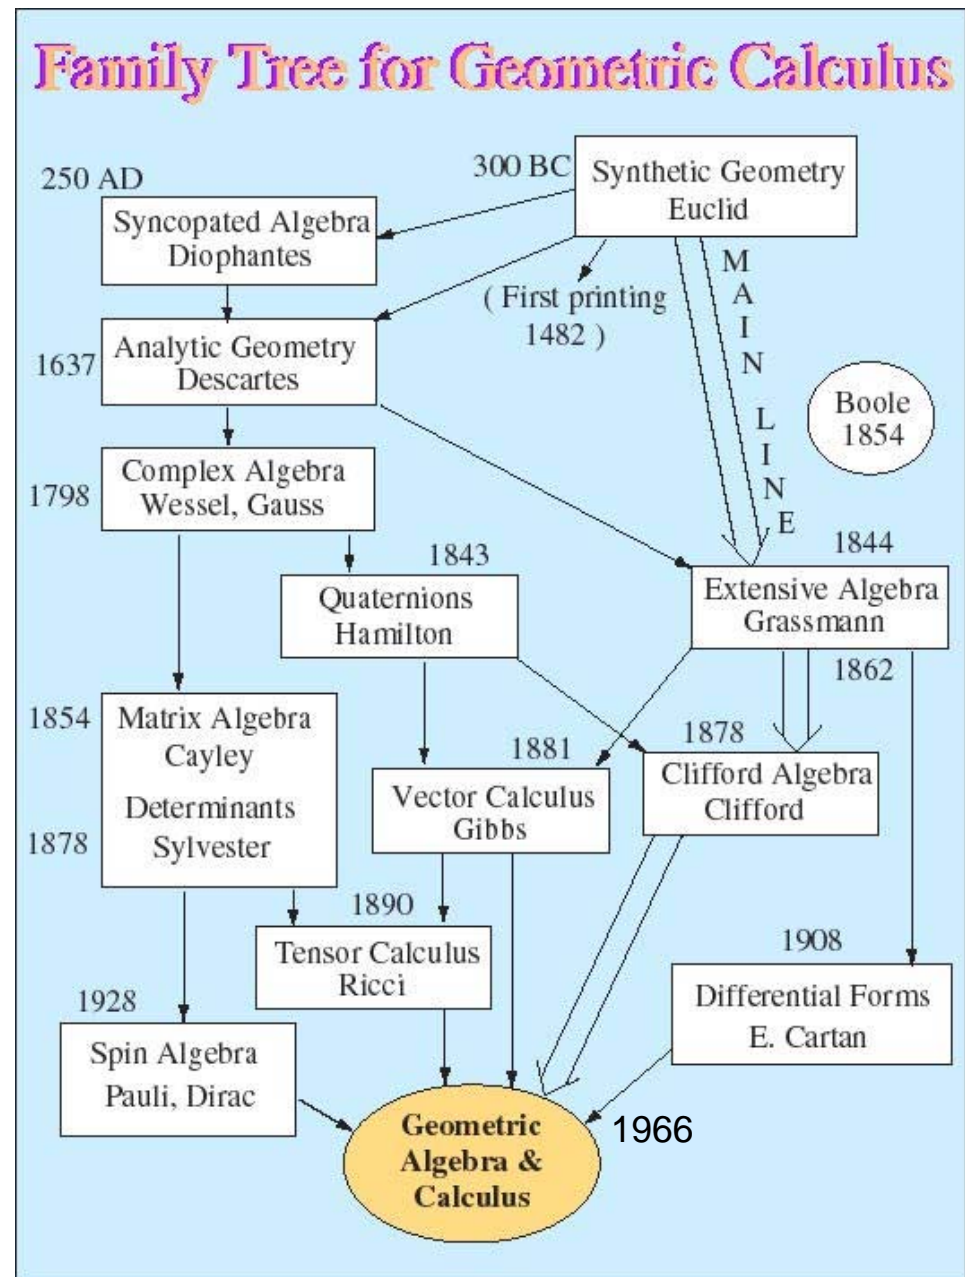 Family Tree for Geometric Calculus
300 BC
Synthetic Geometry
Euclid
250 AD
Syncopated Algebra
Diophantes
( First printing
1482 )
MAIN LINE
1637
Analytic Geometry
Descartes
Boole
1854
1798
Complex Algebra
Wessel, Gauss
1843
Quaternions
Hamilton
1844
Extensive Algebra
Grassmann
1862
1854
Matrix Algebra
Cayley
Determinants
1878
Sylvester
1881
Vector Calculus
Gibbs
1878
Clifford Algebra
Clifford
1890
Tensor Calculus
Ricci
1908
Differential Forms
E. Cartan
1928
Spin Algebra
Pauli, Dirac
Geometric
Algebra &
Calculus
1966